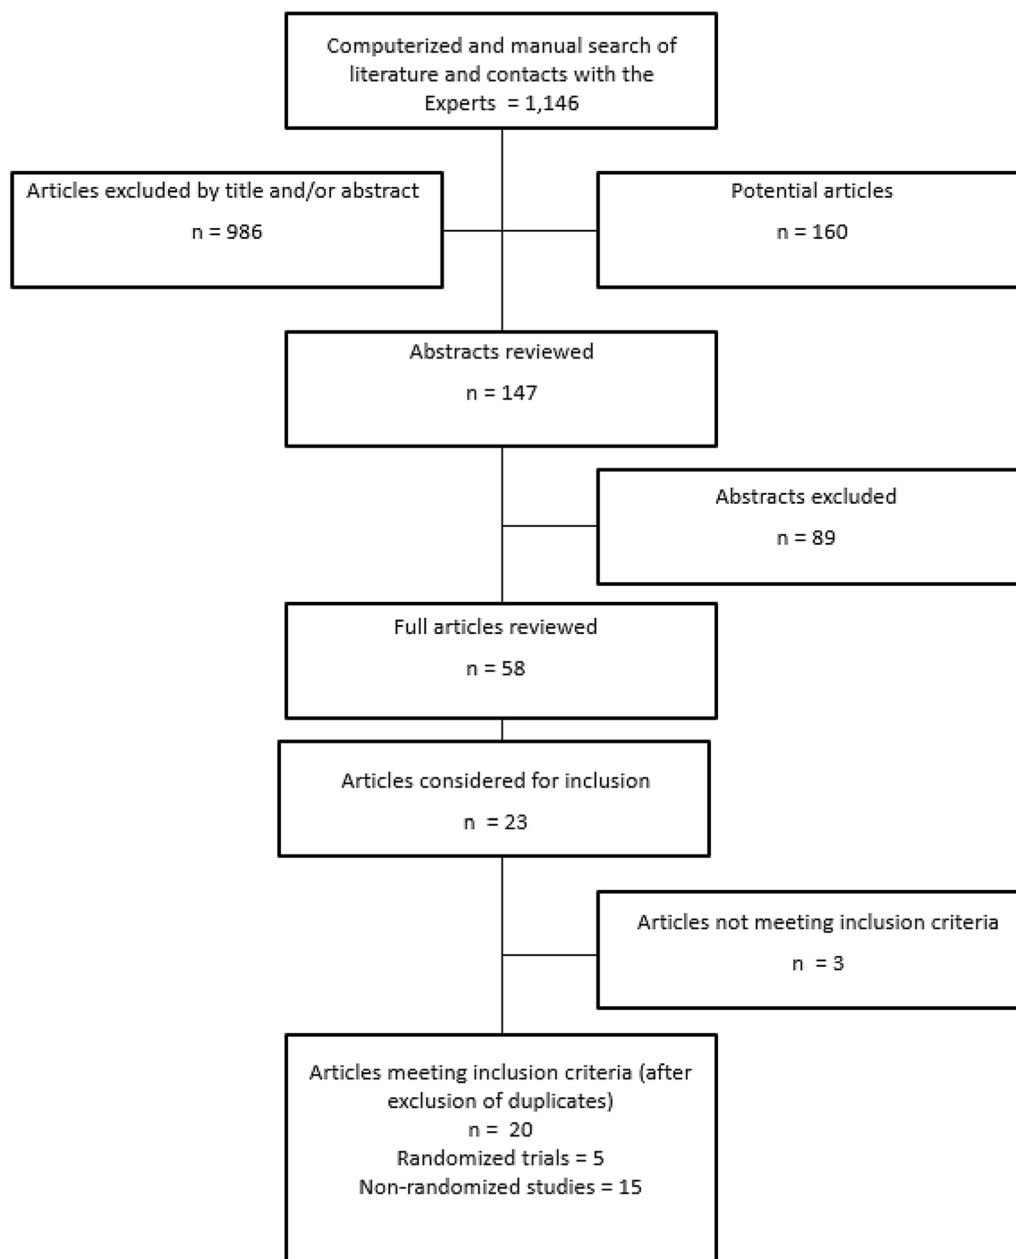 Computerized and manual search of
literature and contacts with the
Experts  = 1,146
Articles excluded by title and/or abstract
n = 986
Potential articles
n = 160
Abstracts reviewed
n = 147
Abstracts excluded
n = 89
Full articles reviewed
n = 58
Articles considered for inclusion
n  = 23
Articles not meeting inclusion criteria
n  = 3
Articles meeting inclusion criteria (after
exclusion of duplicates)
n =  20
Randomized trials = 5
Non-randomized studies = 15